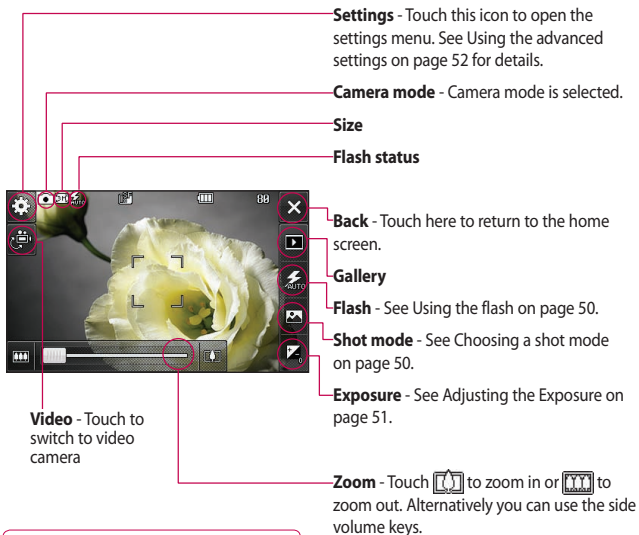 Settings - Touch this icon to open the
settings menu. See Using the advanced
settings on page 52 for details.
Camera mode - Camera mode is selected.
Size
Flash status
80
AUTO
Back - Touch here to return to the home
screen.
Gallery
Flash - See Using the flash on page 50.
AUTO
Shot mode - See Choosing a shot mode
on page 50.
Exposure - See Adjusting the Exposure on
page 51.
0
Video - Touch to
switch to video
camera
Zoom - Touch to zoom in or to
zoom out. Alternatively you can use the side
volume keys.